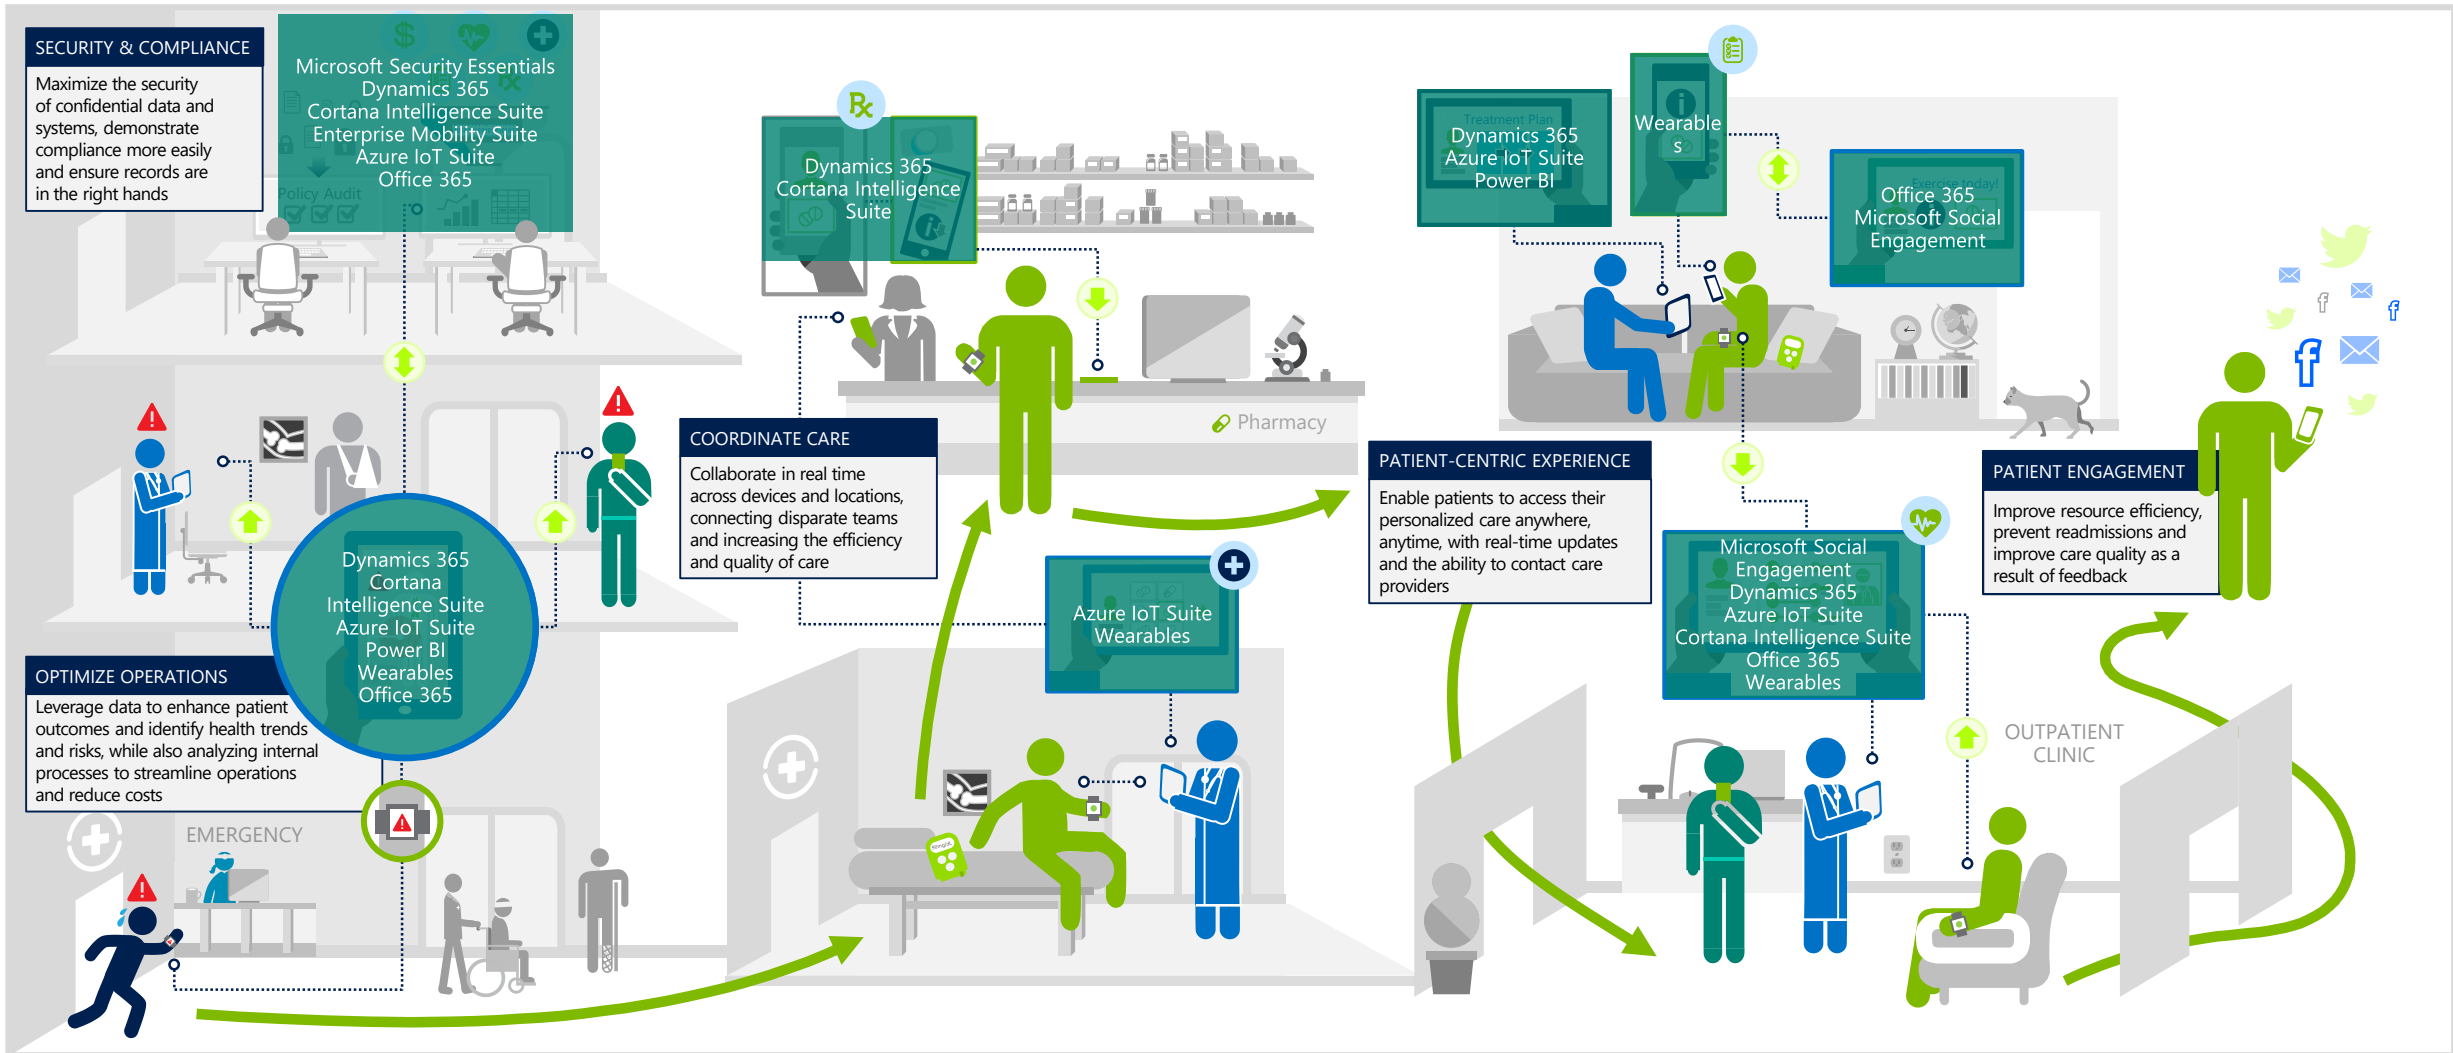 SECURITY & COMPLIANCE
Maximize the security
of confidential data and
systems, demonstrate
compliance more easily
and ensure records are
in the right hands
$
Microsoft Security Essentials
Dynamics 365
Cortana Intelligence Suite
Enterprise Mobility Suite
Azure IoT Suite
Office 365
Policy Audit
Rx
Dynamics 365
Cortana Intelligence
Suite
Treatment Plan
Dynamics 365
Azure IoT Suite
Power BI
Wearable
s
Exercise today!
Office 365
Microsoft Social
Engagement
Pharmacy
COORDINATE CARE
Collaborate in real time
across devices and locations,
connecting disparate teams
and increasing the efficiency
and quality of care
PATIENT-CENTRIC EXPERIENCE
Enable patients to access their
personalized care anywhere,
anytime, with real-time updates
and the ability to contact care
providers
PATIENT ENGAGEMENT
Improve resource efficiency,
prevent readmissions and
improve care quality as a
result of feedback
Dynamics 365
Cortana
Intelligence Suite
Azure IoT Suite
Power BI
Wearables
Office 365
Azure IoT Suite
Wearables
Microsoft Social
Engagement
Dynamics 365
Azure IoT Suite
Cortana Intelligence Suite
Office 365
Wearables
OPTIMIZE OPERATIONS
Leverage data to enhance patient
outcomes and identify health trends
and risks, while also analyzing internal
processes to streamline operations
and reduce costs
EMERGENCY
OUTPATIENT
CLINIC